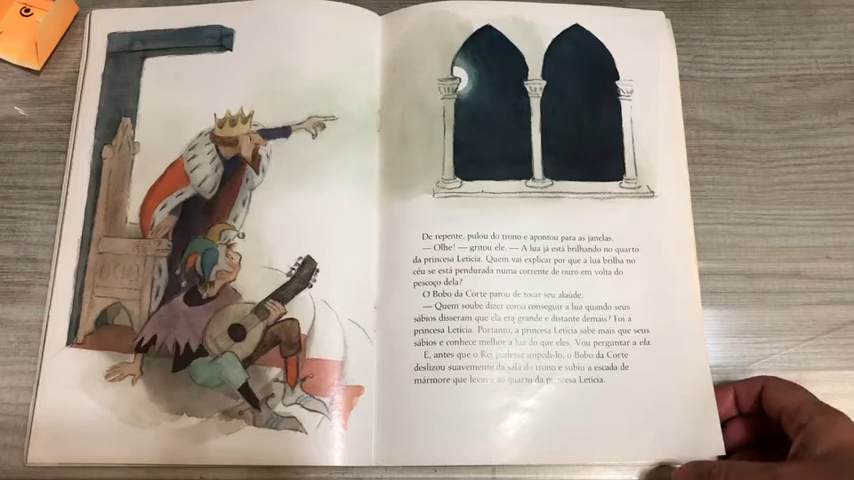 De repente, pulou do trono e apontou para as janelas.
— Olhe! — gritou ele. — A lua já está brilhando no quarto
da princesa Letícia. Quem vai explicar por que a lua brilha no
céu se está pendurada numa corrente de ouro em volta do
pescoço dela?
O Bobo da Corte parou de tocar seu alaúde.
— Quem soube dizer como conseguir a lua quando seus
sábios disseram que ela era grande e distante demais? Foi a
princesa Letícia. Portanto, a princesa Letícia sabe mais que seus
sábios e conhece melhor a lua do que eles. Vou perguntar a ela.
E, antes que o Rei pudesse impedi-lo, o Bobo da Corte
deslizou suavemente da sala do trono e subiu a escada de
mármore que levava ao quarto da princesa Letícia.